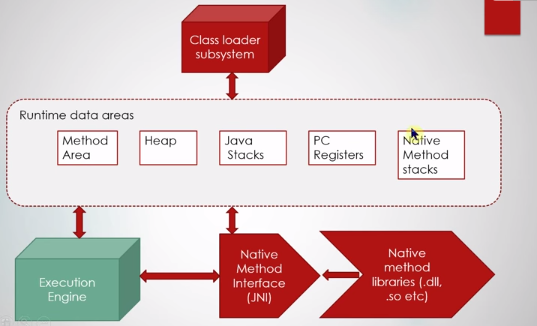 Class loader
subsystem
Runtime data areas
Method
Area
Heap
Java
Stacks
PC
Registers
Native
Method
stacks
Execution
Engine
Native
Method
Interface
(JNI)
Native
method
libraries (.dll,
.so etc)